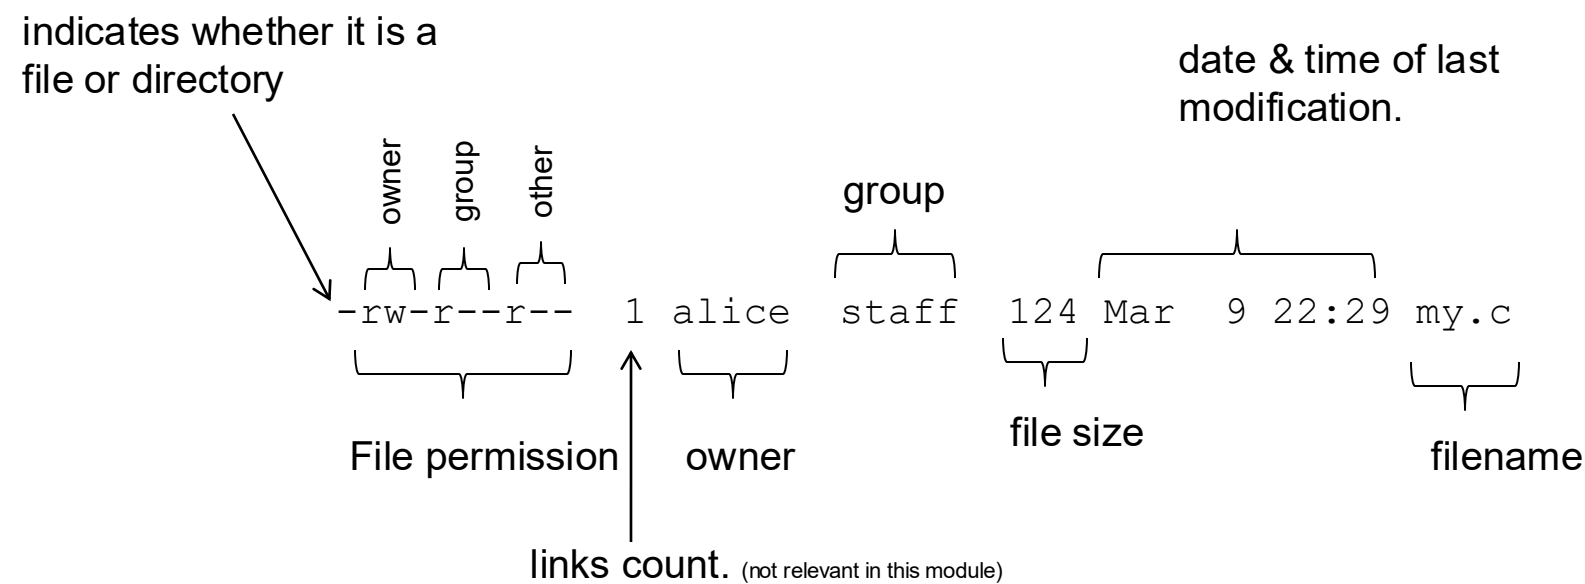 indicates whether it is a
file or directory
date & time of last
modification.
owner
group
other
group
-rw-r--r-- 1 alice staff 124 Mar 9 22:29 my.c
File permission
owner
file size
filename
links count. (not relevant in this module)